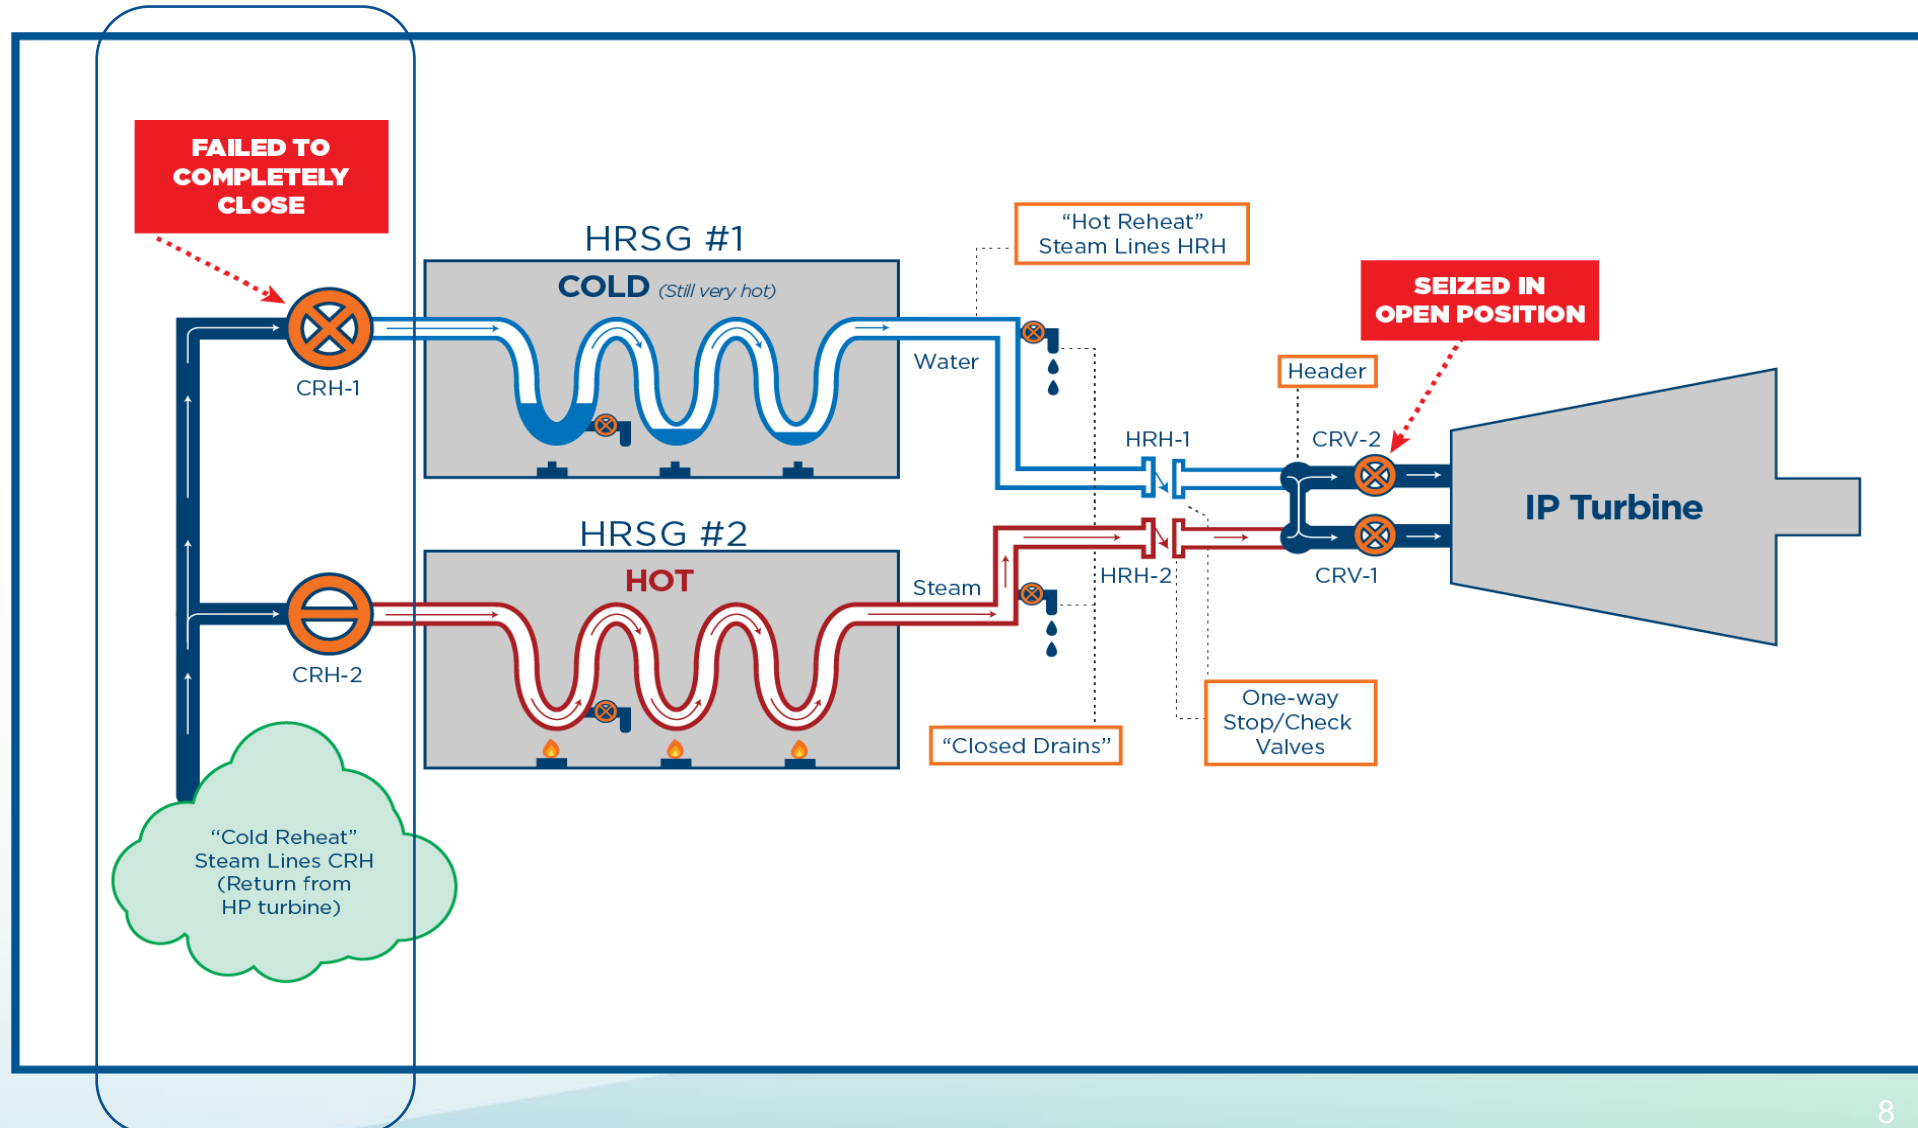 FAILED TO
COMPLETELY
CLOSE
CRH-1
CRH-2
“Cold Reheat”
Steam Lines CRH
(Return from
HP turbine)
HRSG #1
COLD (Still very hot)
Water
HRSG #2
HOT
Steam
“Hot Reheat”
Steam Lines HRH
“Closed Drains”
HRH-1
HRH-2
One-way
Stop/Check
Valves
Header
SEIZED IN
OPEN POSITION
CRV-2
CRV-1
IP Turbine
8